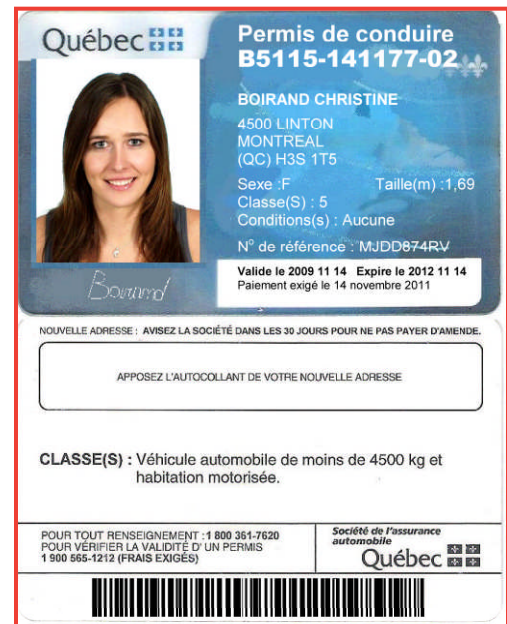 Québec
Permis de conduire
B5115-141177-02
BOIRAND CHRISTINE
4500 LINTON
MONTREAL
(QC) H3S 1T5
Sexe :F Taille(m) :1,69
Classe(S) : 5
Conditions(s) : Aucune
N° de référence : MJDD874RV
Valide le 2009 11 14 Expire le 2012 11 14
Paiement exigé le 14 novembre 2011
Boirand
NOUVELLE ADRESSE : AVISEZ LA SOCIÉTÉ DANS LES 30 JOURS POUR NE PAS PAYER D'AMENDE.
APPOSEZ L'AUTOCOLLANT DE VOTRE NOUVELLE ADRESSE
CLASSE(S) : Véhicule automobile de moins de 4500 kg et
habitation motorisée.
POUR TOUT RENSEIGNEMENT :1 800 361-7620
POUR VÉRIFIER LA VALIDITÉ D' UN PERMIS
1 900 565-1212 (FRAIS EXIGÉS)
Société de l'assurance
automobile
Québec